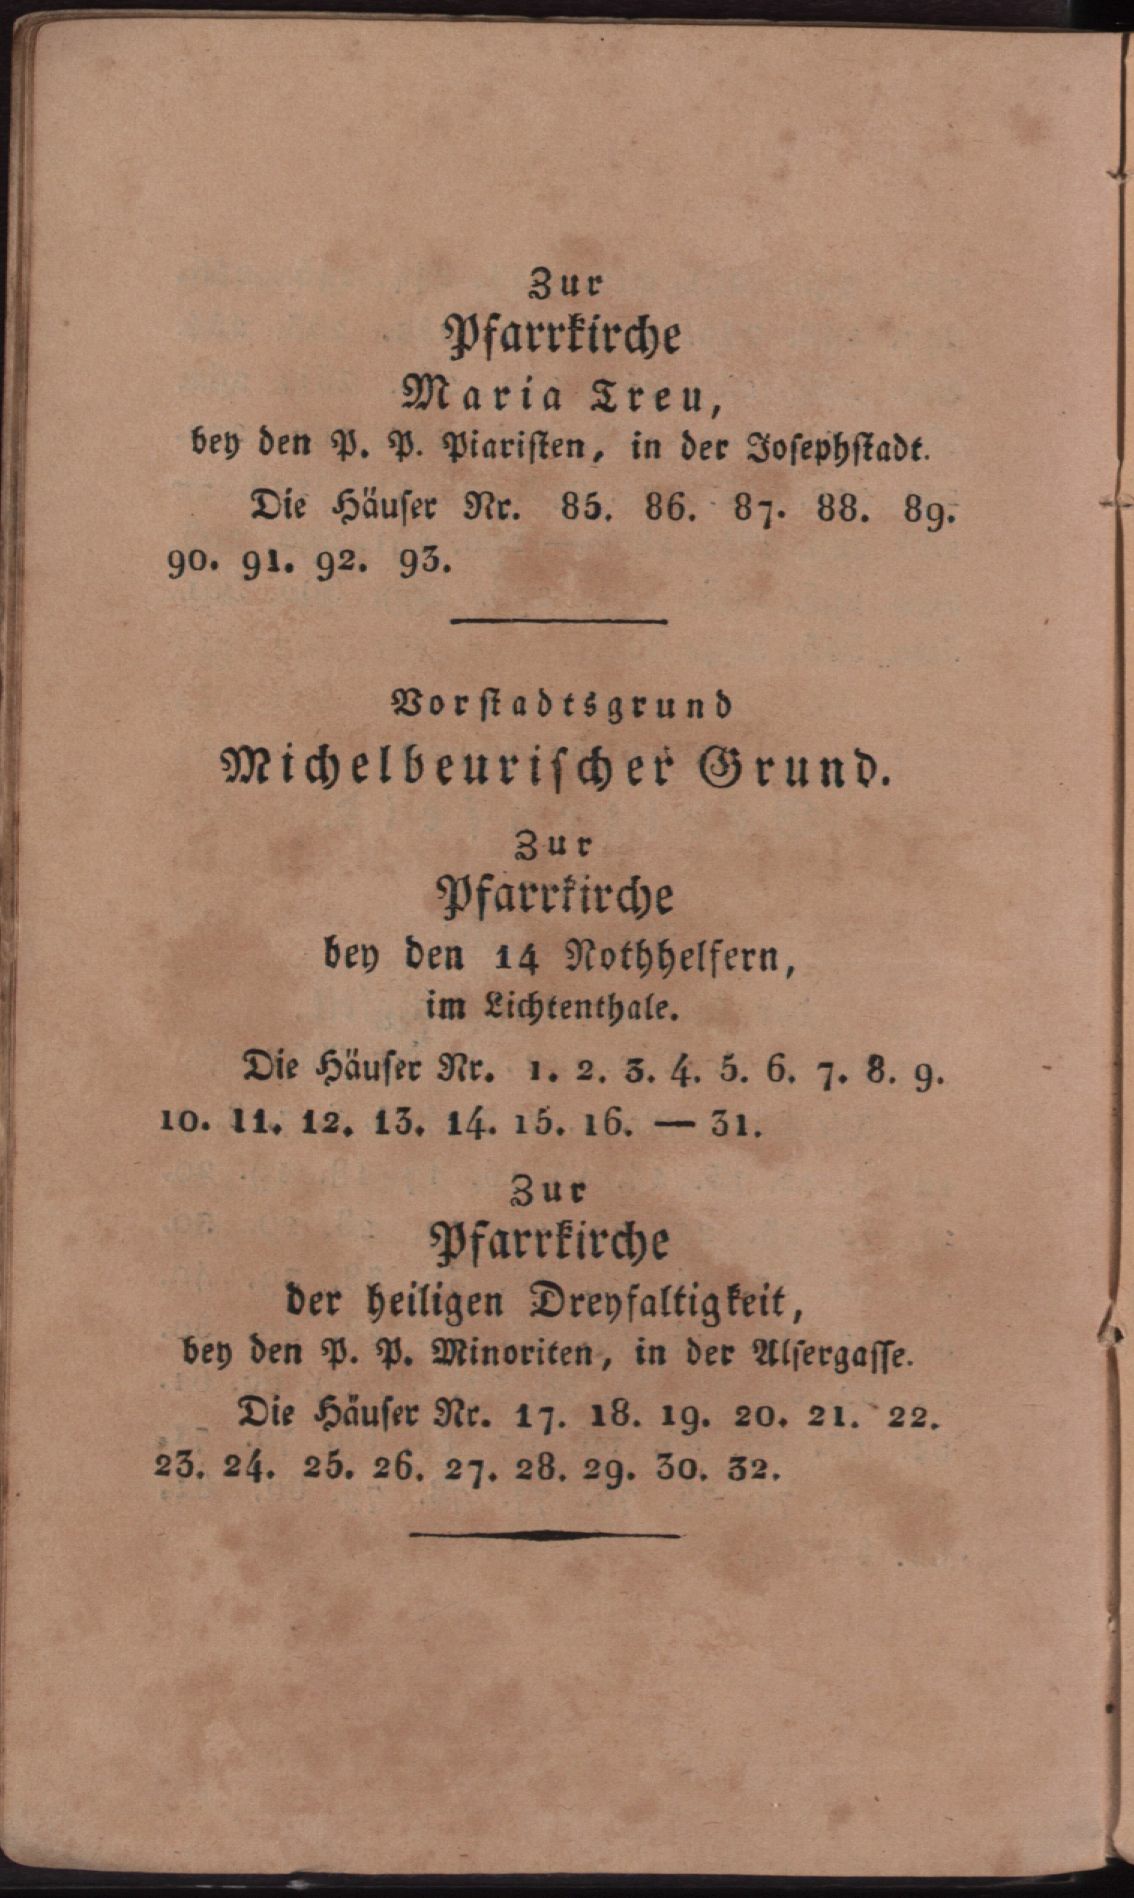 Zur
Pfarrkirche
Maria Treu,
bey den P. P. Piaristen, in der Josephstadt.
Die Häuser Nr. 85. 86. 87. 88. 89.
90. 91. 92. 93.
Vorstadtsgrund
Michelbeurischer Grund.
Zur
Pfarrkirche
bey den 14 Nothhelfern,
im Lichtenthale.
Die Häuser Nr. 1. 2. 3. 4. 5. 6. 7. 8. 9.
10. 11. 12. 13. 14. 15. 16. — 31.
Zur
Pfarrkirche
der heiligen Dreyfaltigkeit,
bey den P. P. Minoriten, in der Alsergasse.
Die Häuser Nr. 17. 18. 19. 20. 21. 22.
23. 24. 25. 26. 27. 28. 29. 30. 32.